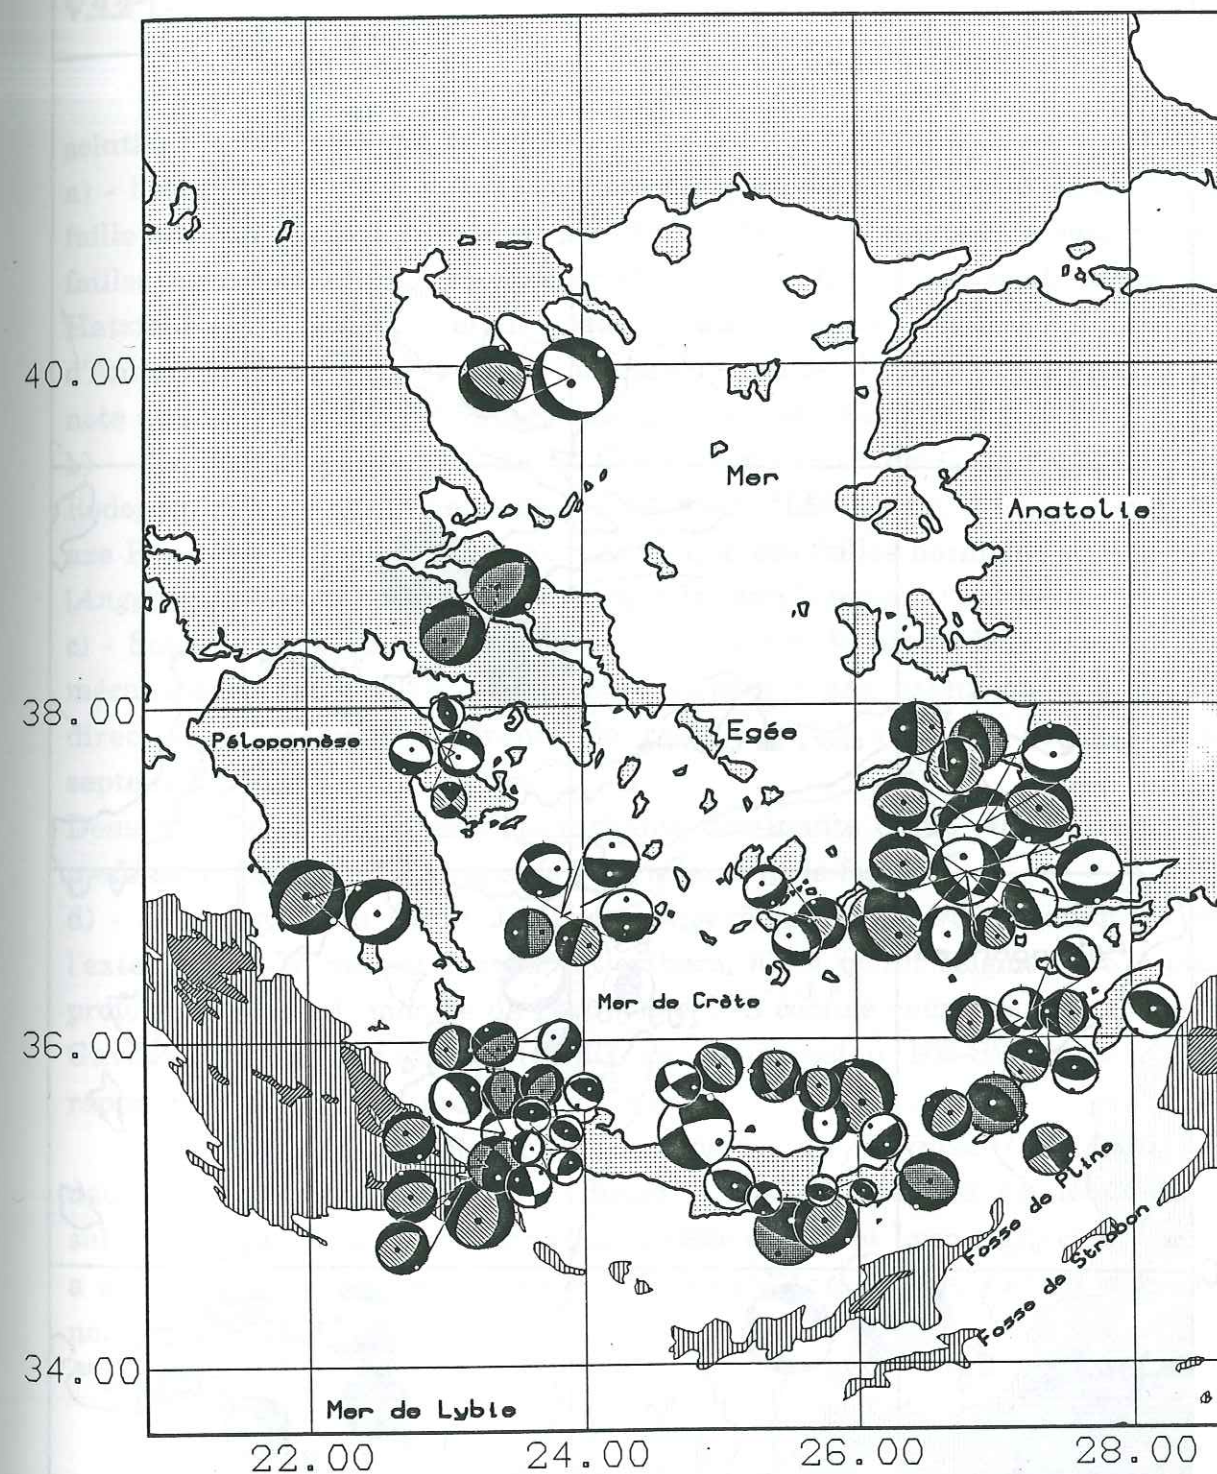 40.00
Mer
Anatolie
38.00
Péloponnèse
Egée
Mer de Crète
36.00
Fosse de Pline
Fosse de Strabon
34.00
Mer de Lybie
22.00 24.00 26.00 28.00